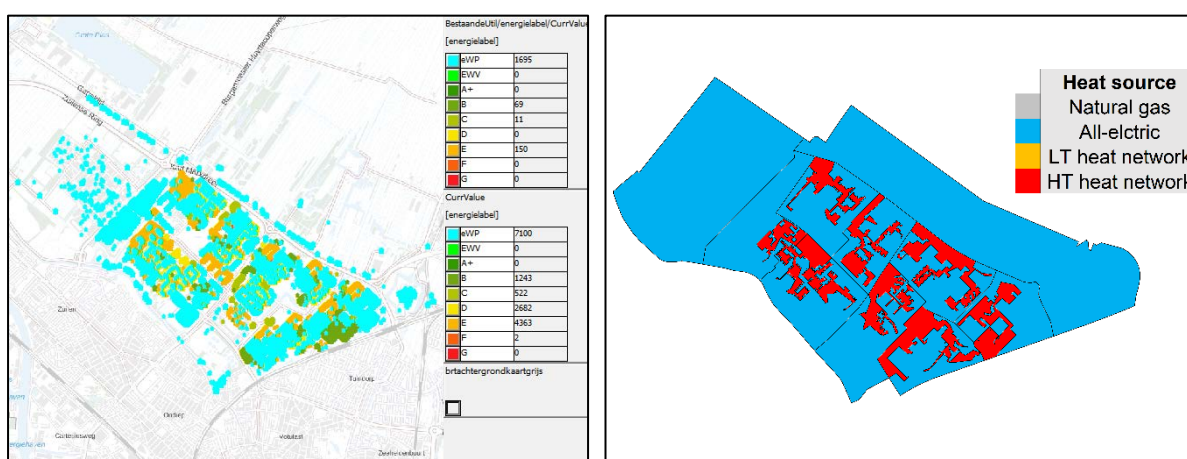 BestaandeUtil/energielabel/CurrValue
[energielabel]
eWP 1695
EWV 0
A+ 0
B 69
C 11
D 0
E 150
F 0
G 0
CurrValue
[energielabel]
eWP 7100
EWV 0
A+ 0
B 1243
C 522
D 2682
E 4363
F 2
G 0
brtachtergrondkaartgrijs
Zuilense Ring
Zuilen
Ondiep
Tuindorp
Heat source
Natural gas
All-elctric
LT heat network
HT heat network